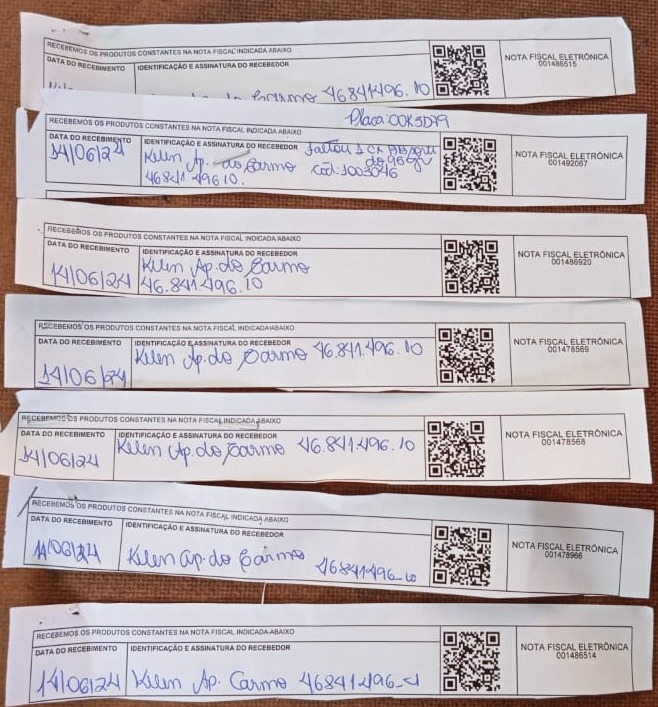 RECEBEMOS OS PRODUTOS CONSTANTES NA NOTA FISCAL INDICADA ABAIXO
DATA DO RECEBIMENTO IDENTIFICAÇÃO E ASSINATURA DO RECEBEDOR
NOTA FISCAL ELETRÔNICA
001486515
Carmo 46841496.10
Placa:OOK5D79
RECEBEMOS OS PRODUTOS CONSTANTES NA NOTA FISCAL INDICADA ABAIXO
DATA DO RECEBIMENTO IDENTIFICAÇÃO E ASSINATURA DO RECEBEDOR
NOTA FISCAL ELETRÔNICA
001492067
14/06/24 Kelen Ap. do Carmo faltou 1 cx
46841 49610. cód:1003046
RECEBEMOS OS PRODUTOS CONSTANTES NA NOTA FISCAL INDICADA ABAIXO
DATA DO RECEBIMENTO IDENTIFICAÇÃO E ASSINATURA DO RECEBEDOR
NOTA FISCAL ELETRÔNICA
001486920
Kelen Ap. do Carmo
14/06/24 46.841.496.10
RECEBEMOS OS PRODUTOS CONSTANTES NA NOTA FISCAL INDICADA ABAIXO
DATA DO RECEBIMENTO IDENTIFICAÇÃO E ASSINATURA DO RECEBEDOR
NOTA FISCAL ELETRÔNICA
001478569
Kelen Ap. do Carmo 46.841.496.10
14/06/24
RECEBEMOS OS PRODUTOS CONSTANTES NA NOTA FISCAL INDICADA ABAIXO
DATA DO RECEBIMENTO IDENTIFICAÇÃO E ASSINATURA DO RECEBEDOR
NOTA FISCAL ELETRÔNICA
001478568
14/06/24 Kelen Ap. do Carmo 46.841.496.10
RECEBEMOS OS PRODUTOS CONSTANTES NA NOTA FISCAL INDICADA ABAIXO
DATA DO RECEBIMENTO IDENTIFICAÇÃO E ASSINATURA DO RECEBEDOR
NOTA FISCAL ELETRÔNICA
001478966
14/06/24 Kelen Ap. do Carmo 46841496-10
RECEBEMOS OS PRODUTOS CONSTANTES NA NOTA FISCAL INDICADA ABAIXO
DATA DO RECEBIMENTO IDENTIFICAÇÃO E ASSINATURA DO RECEBEDOR
NOTA FISCAL ELETRÔNICA
001486514
14/06/24 Kelen Ap. Carmo 46841496-1